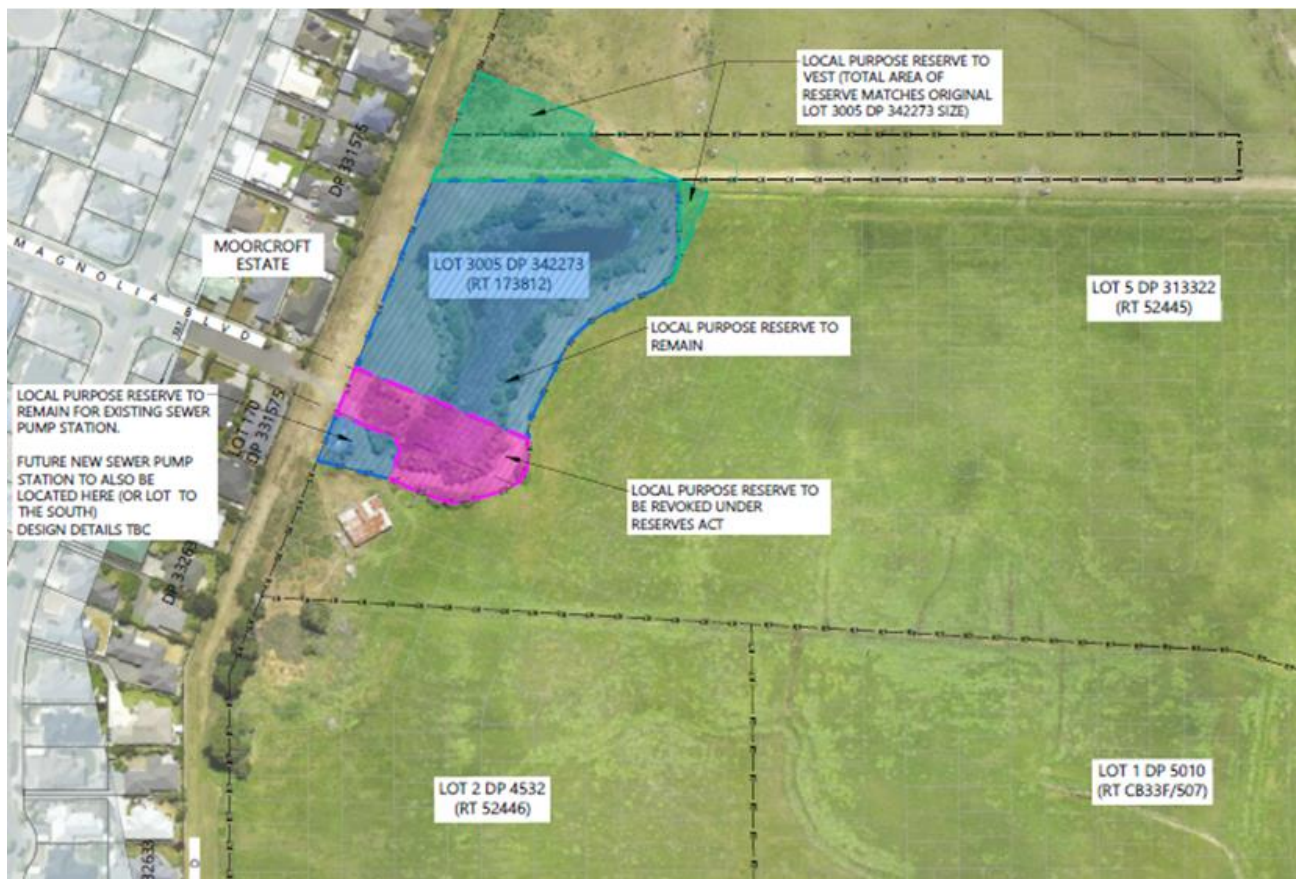 LOCAL PURPOSE RESERVE TO
VEST (TOTAL AREA OF
RESERVE MATCHES ORIGINAL
LOT 3005 DP 342273 SIZE)
DP 331575
MOORCROFT
ESTATE
MAGNOLIA BLVD
LOT 3005 DP 342273
(RT 173812)
LOT 5 DP 313322
(RT 52445)
LOCAL PURPOSE RESERVE TO
REMAIN
LOCAL PURPOSE RESERVE TO
REMAIN FOR EXISTING SEWER
PUMP STATION.
FUTURE NEW SEWER PUMP
STATION TO ALSO BE
LOCATED HERE (OR LOT TO
THE SOUTH)
DESIGN DETAILS TBC
LOT 170
DP 331575
LOCAL PURPOSE RESERVE TO
BE REVOKED UNDER
RESERVES ACT
LOT 2 DP 4532
(RT 52446)
LOT 1 DP 5010
(RT CB33F/507)